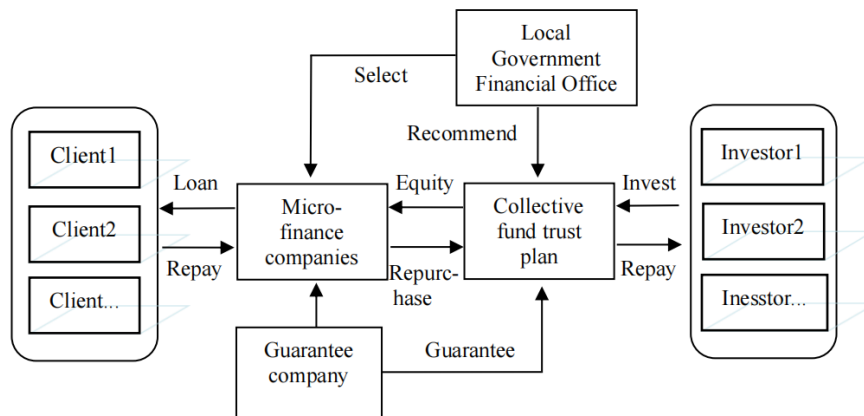 Local
Government
Financial Office
Select
Recommend
Client1
Client2
Client...
Loan
Repay
Micro-
finance
companies
Equity
Repurc-
hase
Collective
fund trust
plan
Invest
Repay
Investor1
Investor2
Inesstor...
Guarantee
company
Guarantee